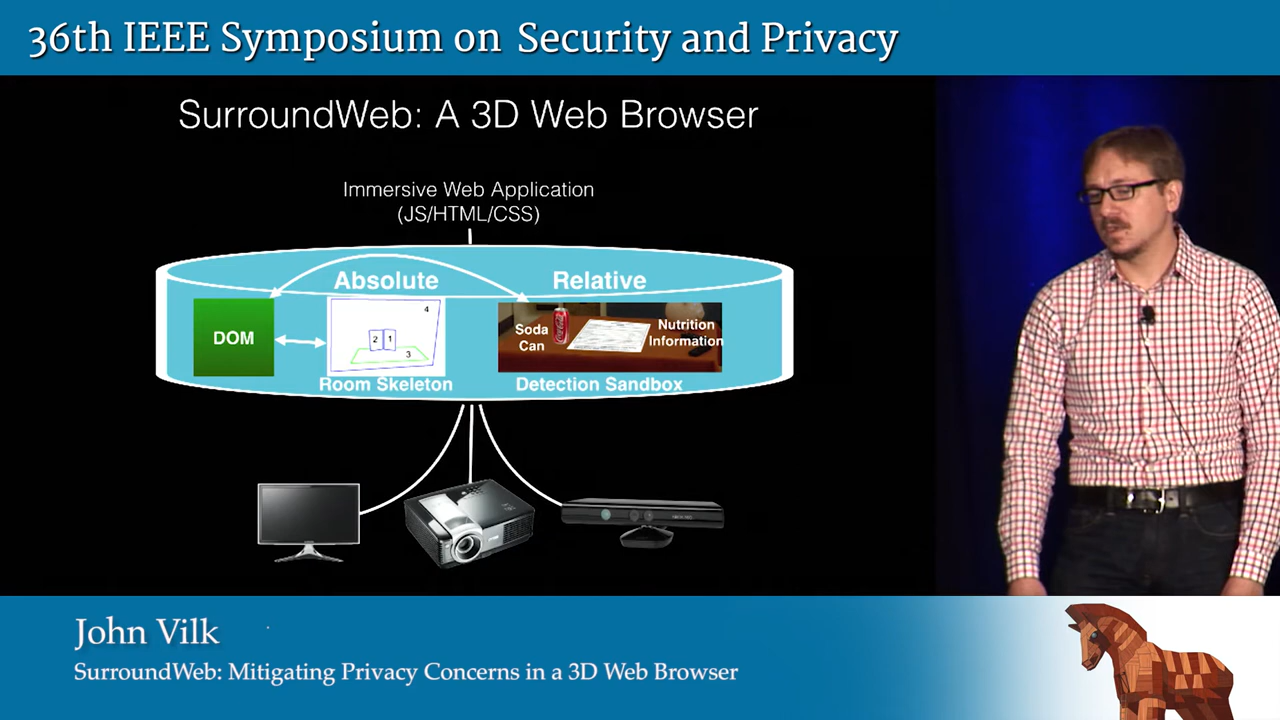 36th IEEE Symposium on Security and Privacy
SurroundWeb: A 3D Web Browser
Immersive Web Application
(JS/HTML/CSS)
Absolute
Relative
DOM
4
2
1
3
Soda
Can
Nutrition
Information
Room Skeleton
Detection Sandbox
John Vilk
SurroundWeb: Mitigating Privacy Concerns in a 3D Web Browser